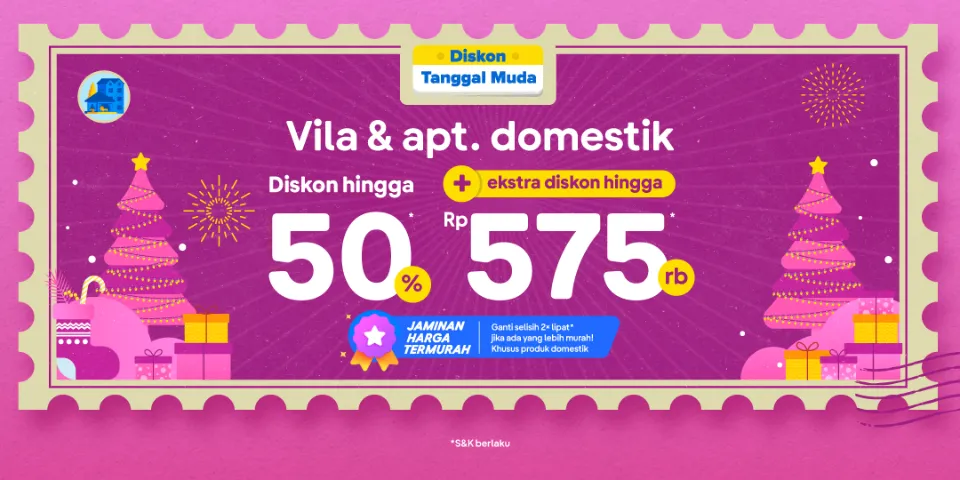 Diskon
Tanggal Muda
Vila & apt. domestik
Diskon hingga
+ ekstra diskon hingga
50%*
Rp 575rb*
JAMINAN
HARGA
TERMURAH
Ganti selisih 2x lipat*
jika ada yang lebih murah!
Khusus produk domestik
*S&K berlaku